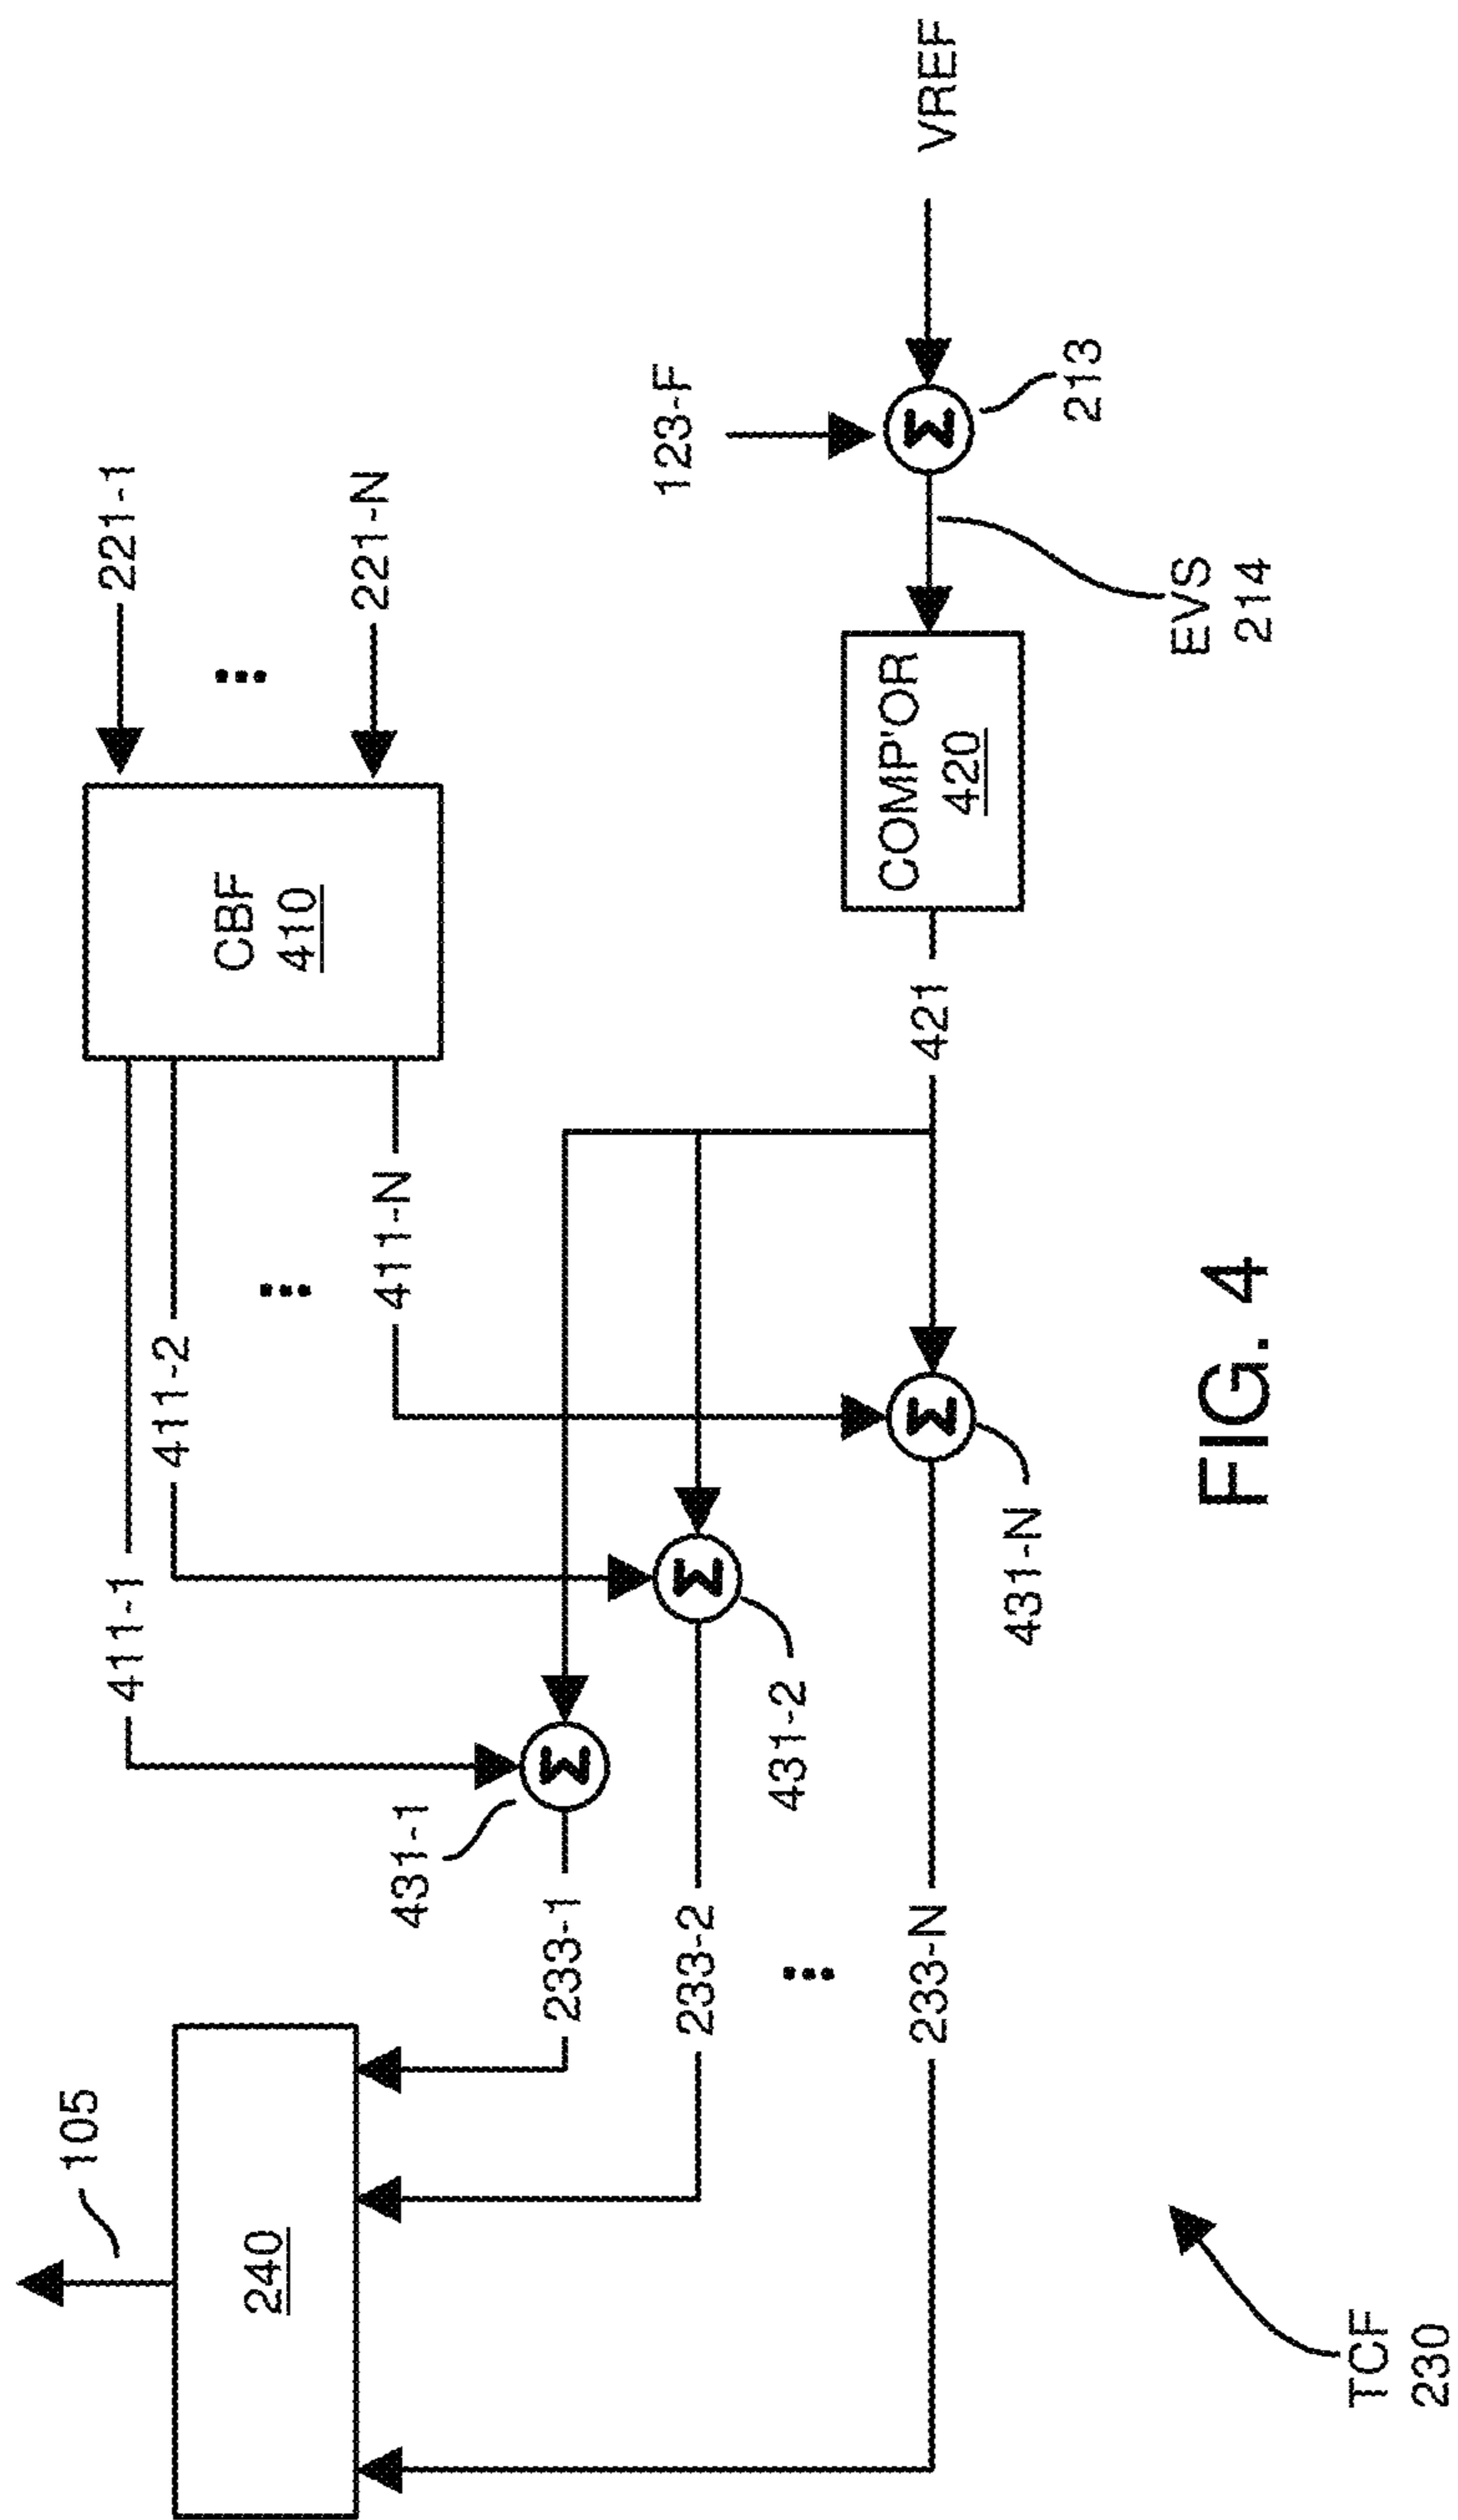 105
240
411-1
411-2
411-N
CBF
410
221-1
221-N
431-1
Σ
233-1
123-F
Σ
431-2
233-2
COMP'OR
420
421
VREF
Σ
213
EVS
214
Σ
431-N
233-N
TCF
230
FIG. 4